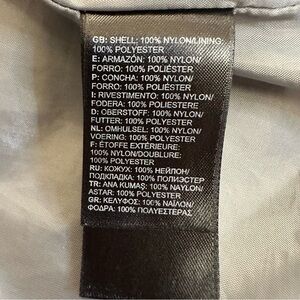 GB: SHELL: 100% NYLON/LINING:
100% POLYESTER
E: ARMAZÓN: 100% NYLON/
FORRO: 100% POLIÉSTER
P: CONCHA: 100% NYLON/
FORRO: 100% POLIÉSTER
I: RIVESTIMENTO: 100% NYLON/
FODERA: 100% POLIESTERE
D: OBERSTOFF: 100% NYLON/
FUTTER: 100% POLYESTER
NL: OMHULSEL: 100% NYLON/
VOERING: 100% POLYESTER
F: ÉTOFFE EXTÉRIEURE:
100% NYLON/DOUBLURE:
100% POLYESTER
RU: КОЖУХ: 100% НЕЙЛОН/
ПОДКЛАДКА: 100% ПОЛИЭСТЕР
TR: ANA KUMAŞ: 100% NAYLON/
ASTAR: 100% POLYESTER
GR: ΚΕΛΥΦΟΣ: 100% ΝΑΪΛΟΝ/
ΦΟΔΡΑ: 100% ΠΟΛΥΕΣΤΕΡΑΣ